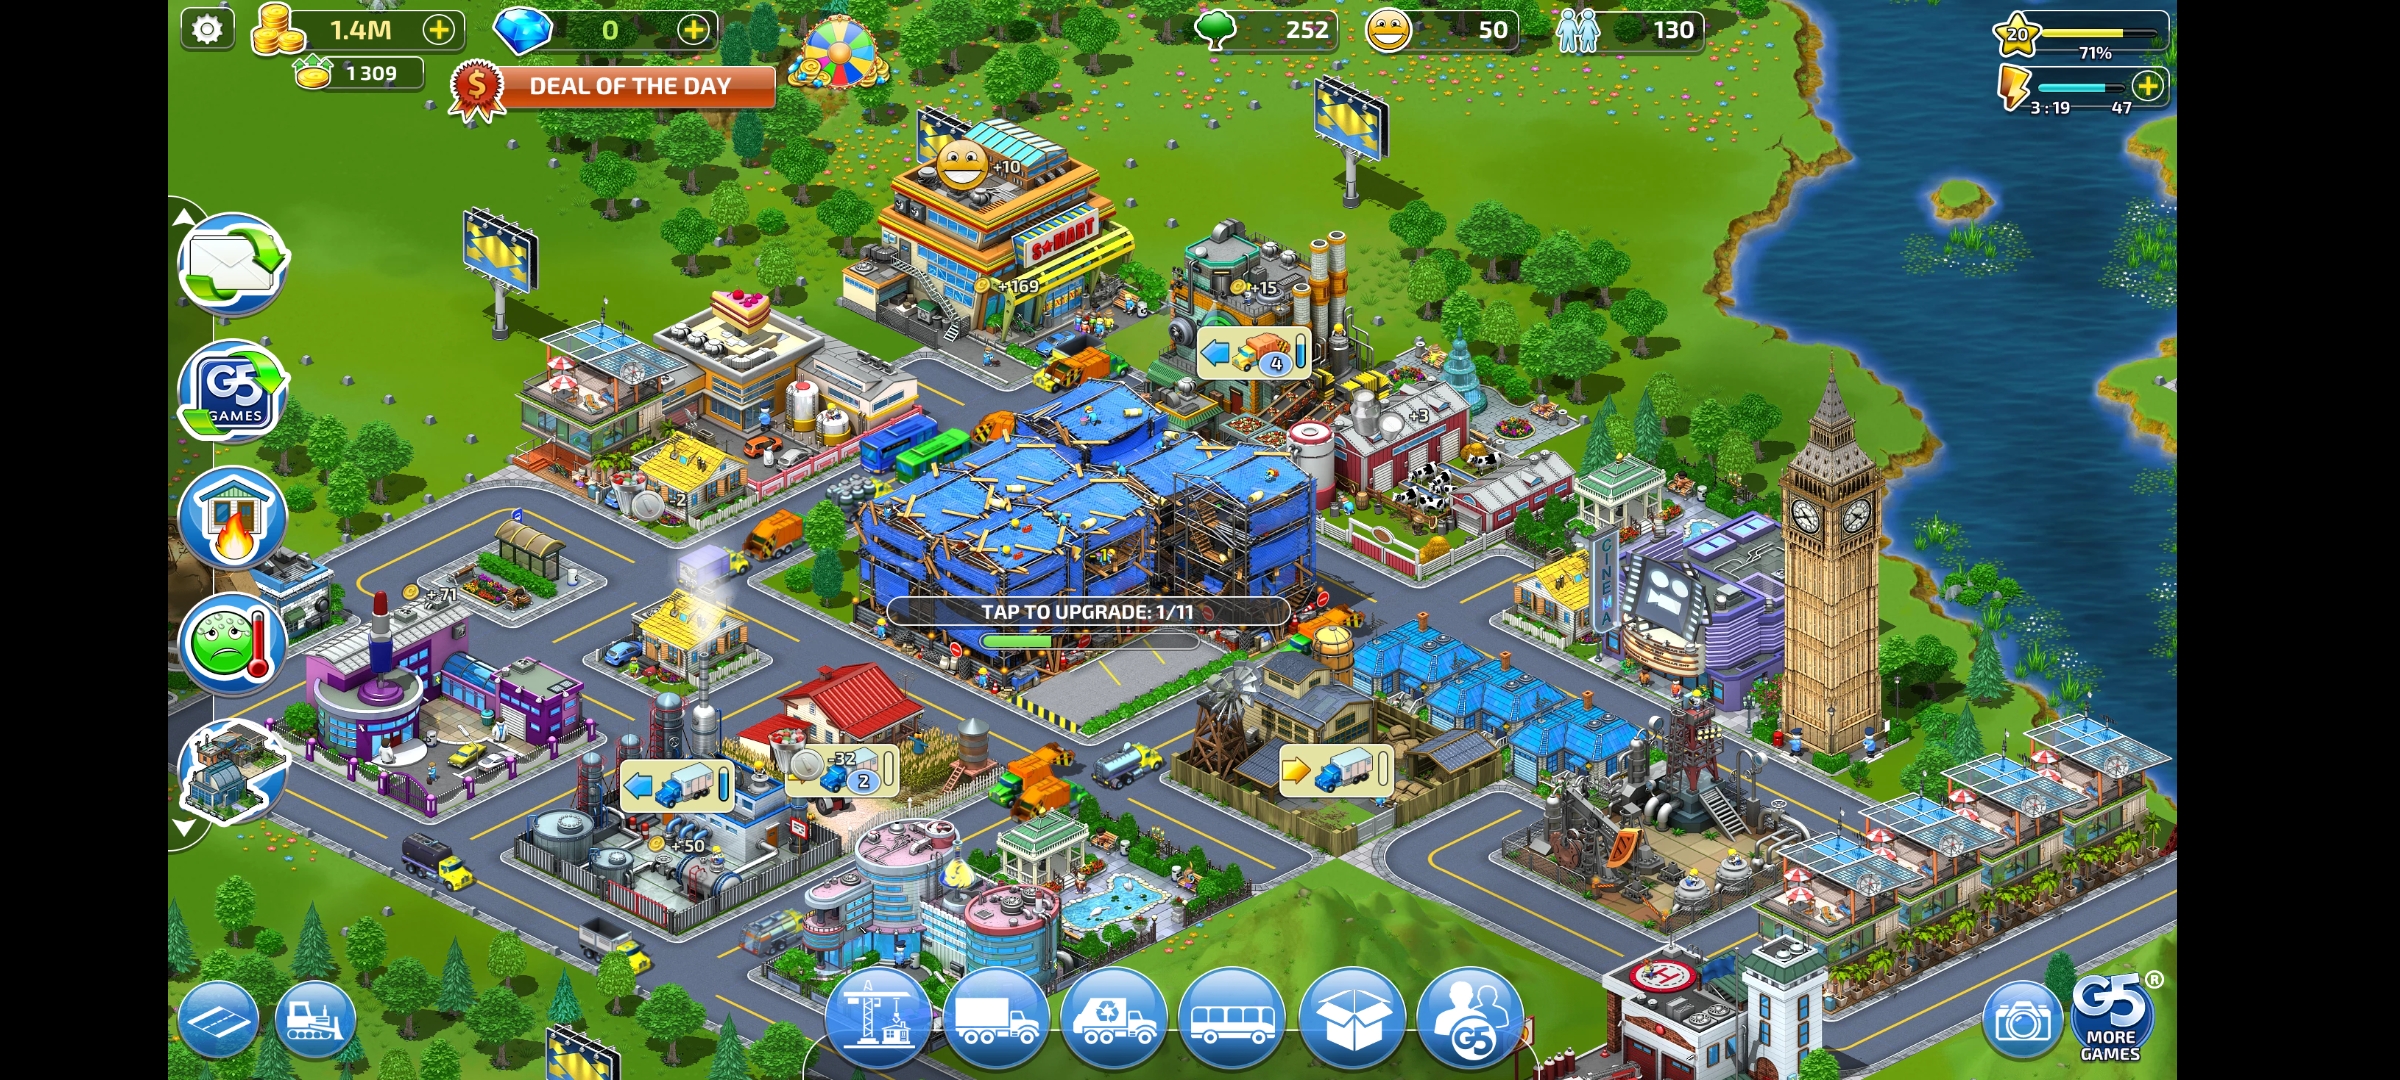 1.4M
0
252
50
130
20
71%
1 309
DEAL OF THE DAY
3 : 19
47
+10
S★MART
+169
+15
4
G5
GAMES
+3
-2
CINEMA
-1
+71
TAP TO UPGRADE: 1/11
-32
2
+50
H
G5
G5
MORE
GAMES